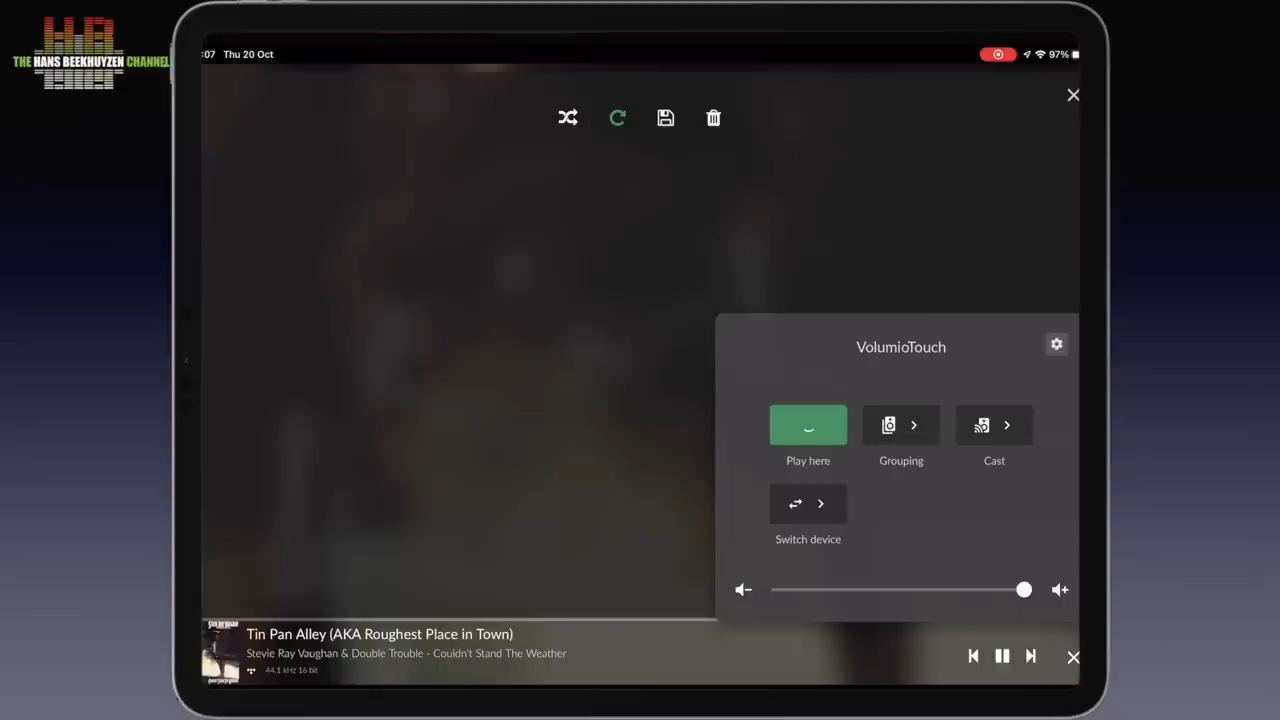 THE HANS BEEKHUYZEN CHANNEL
:07 Thu 20 Oct
97%
VolumioTouch
Play here
Grouping
Cast
Switch device
Tin Pan Alley (AKA Roughest Place in Town)
Stevie Ray Vaughan & Double Trouble - Couldn't Stand The Weather
44.1 kHz 16 bit